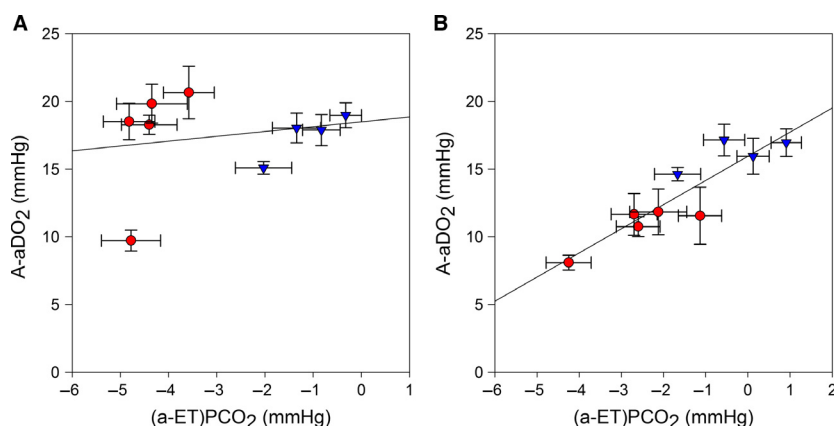 A
B
25
20
15
10
5
0
A-aDO2 (mmHg)
–6 –5 –4 –3 –2 –1 0 1
(a-ET)PCO2 (mmHg)
25
20
15
10
5
0
A-aDO2 (mmHg)
–6 –5 –4 –3 –2 –1 0 1 2
(a-ET)PCO2 (mmHg)